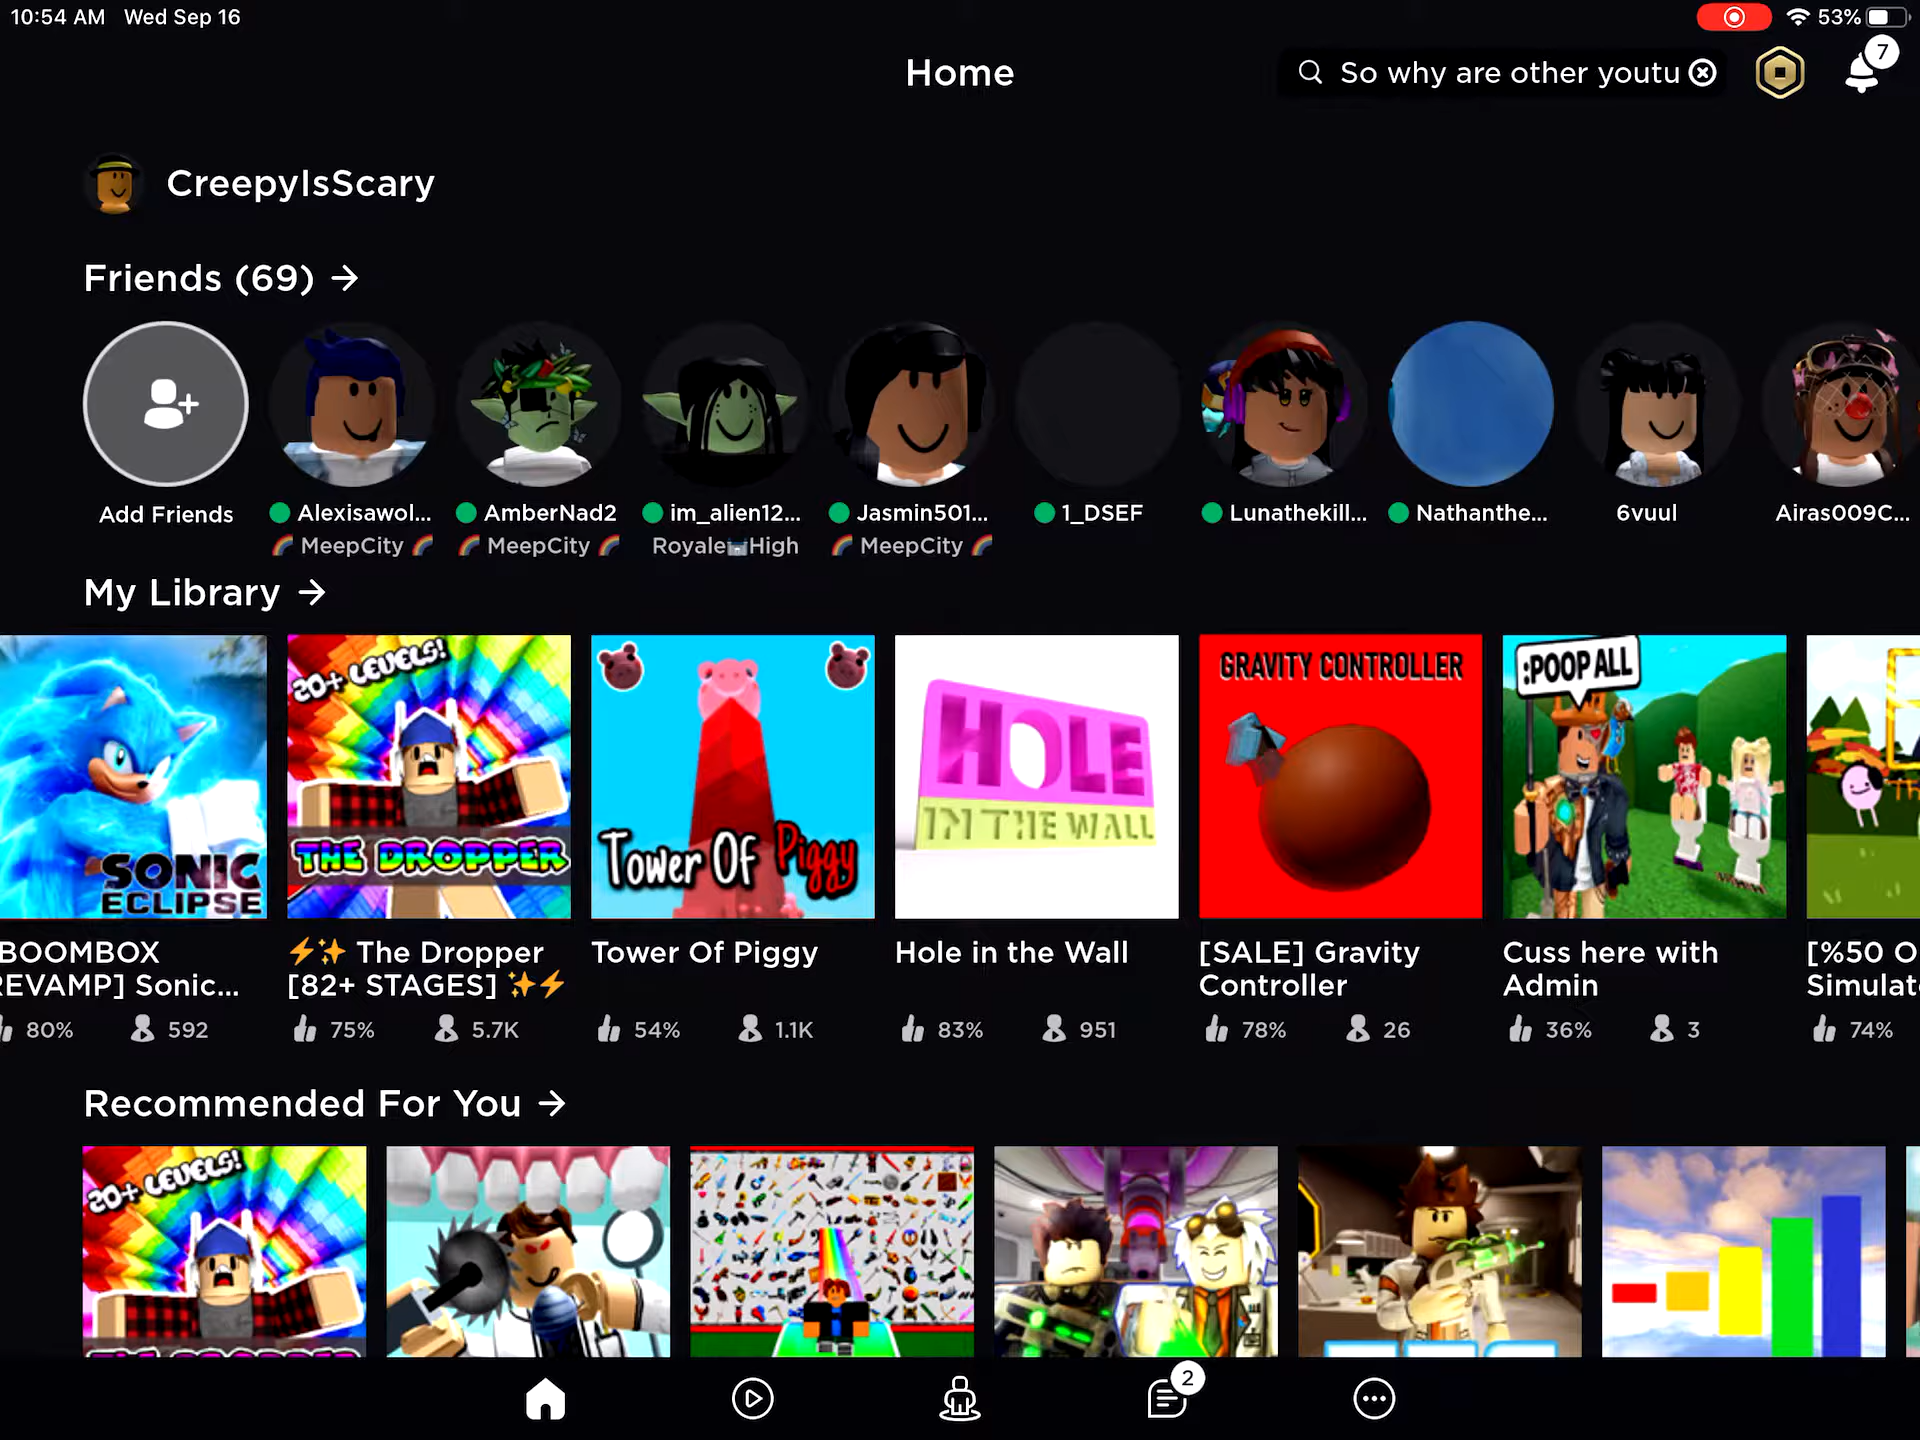 10:54 AM Wed Sep 16
53%
Home
So why are other youtu
7
CreepyIsScary
Friends (69) →
Add Friends
Alexisawol...
AmberNad2
im_alien12...
Jasmin501...
1_DSEF
Lunathekill...
Nathanthe...
6vuul
Airas009C...
🌈 MeepCity 🌈
🌈 MeepCity 🌈
Royale🏰High
🌈 MeepCity 🌈
My Library →
SONIC
ECLIPSE
20+ LEVELS!
THE DROPPER
Tower Of Piggy
HOLE
IN THE WALL
GRAVITY CONTROLLER
:POOP ALL
BOOMBOX
REVAMP] Sonic...
⚡✨ The Dropper
[82+ STAGES] ✨⚡
Tower Of Piggy
Hole in the Wall
[SALE] Gravity
Controller
Cuss here with
Admin
[%50 O
Simulat
80% 592
75% 5.7K
54% 1.1K
83% 951
78% 26
36% 3
74%
Recommended For You →
20+ LEVELS!
THE DROPPER
2